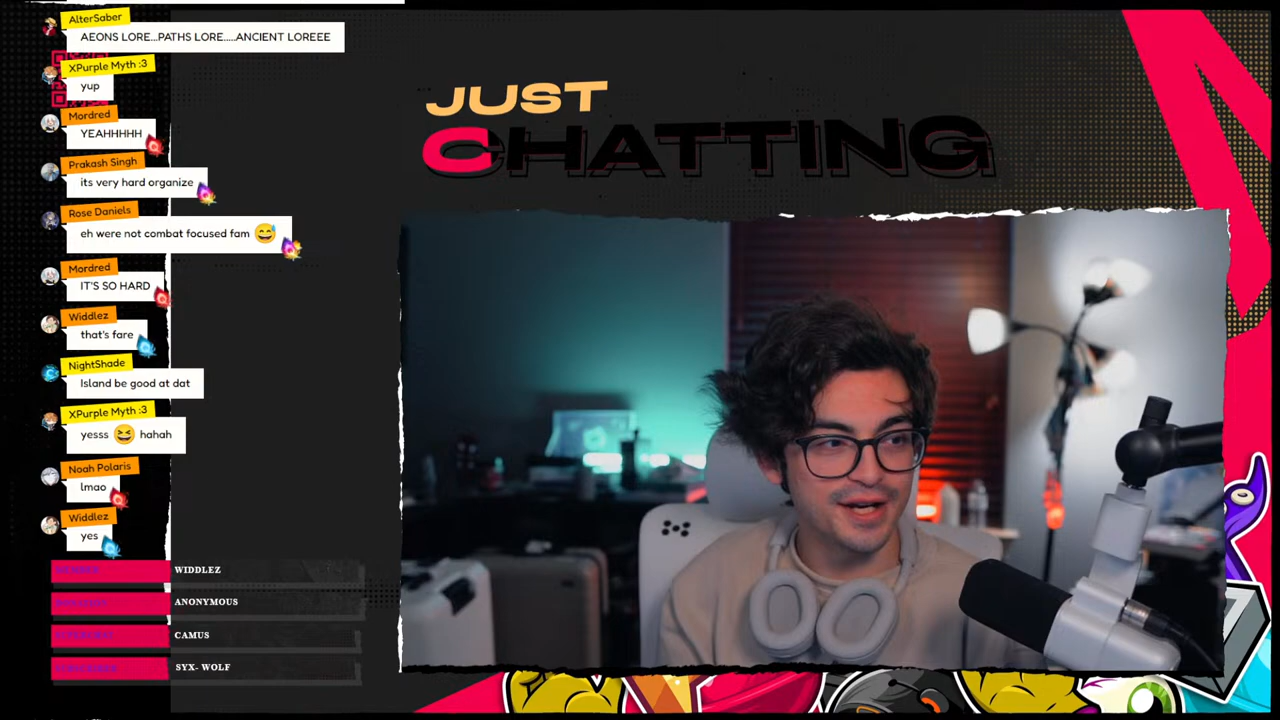 AlterSaber
AEONS LORE...PATHS LORE.....ANCIENT LOREEE
XPurple Myth :3
yup
Mordred
YEAHHHHH
Prakash Singh
its very hard organize
Rose Daniels
eh were not combat focused fam 😅
Mordred
IT'S SO HARD
Widdlez
that's fare
NightShade
Island be good at dat
XPurple Myth :3
yesss 😆 hahah
Noah Polaris
lmao
Widdlez
yes
WIDDLEZ
ANONYMOUS
CAMUS
SYX- WOLF
JUST
CHATTING